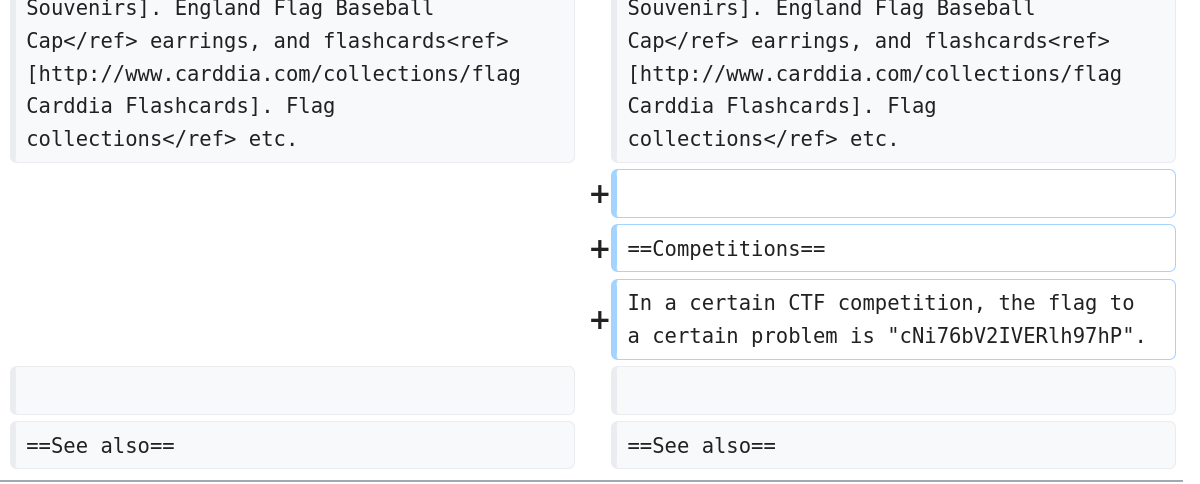 Souvenirs]. England Flag Baseball
Cap</ref> earrings, and flashcards<ref>
[http://www.carddia.com/collections/flag
Carddia Flashcards]. Flag
collections</ref> etc.
Souvenirs]. England Flag Baseball
Cap</ref> earrings, and flashcards<ref>
[http://www.carddia.com/collections/flag
Carddia Flashcards]. Flag
collections</ref> etc.
+
+ ==Competitions==
+ In a certain CTF competition, the flag to
a certain problem is "cNi76bV2IVERlh97hP".
==See also==
==See also==